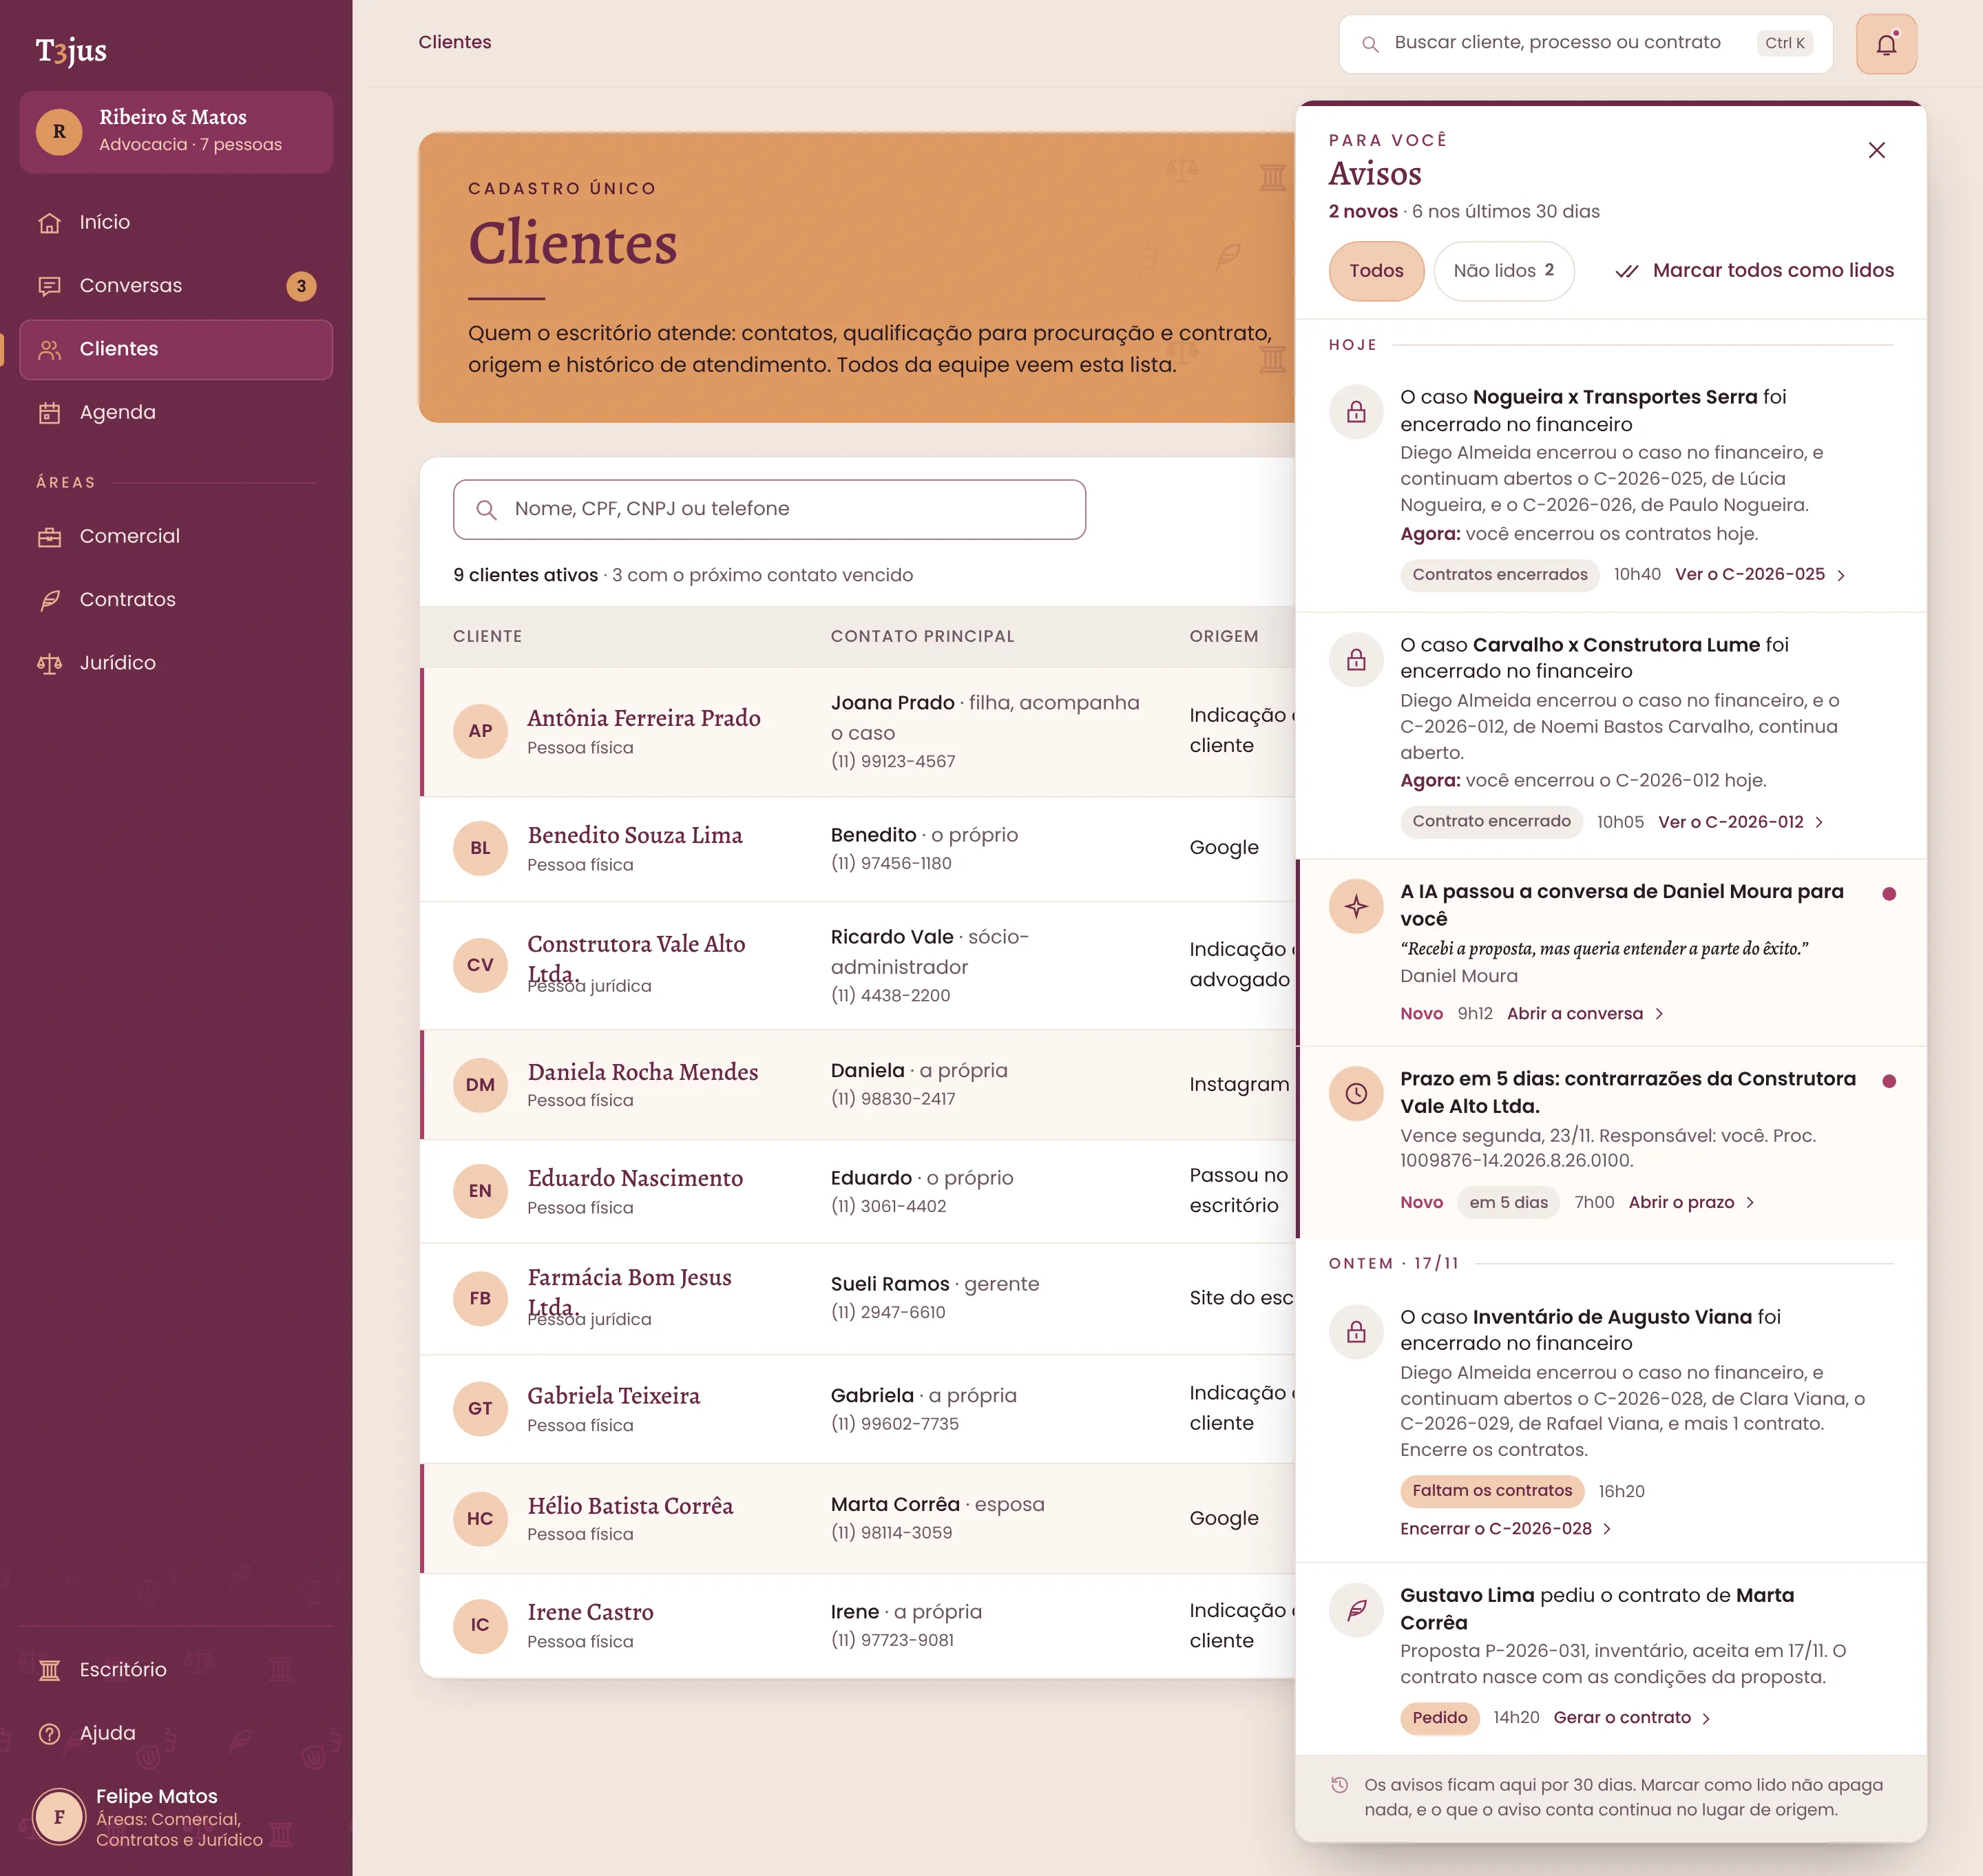 T3jus
R
Ribeiro & Matos
Advocacia · 7 pessoas
Início
Conversas
3
Clientes
Agenda
ÁREAS
Comercial
Contratos
Jurídico
Escritório
Ajuda
F
Felipe Matos
Áreas: Comercial,
Contratos e Jurídico
Clientes
Buscar cliente, processo ou contrato
Ctrl K
CADASTRO ÚNICO
Clientes
Quem o escritório atende: contatos, qualificação para procuração e contrato,
origem e histórico de atendimento. Todos da equipe veem esta lista.
Nome, CPF, CNPJ ou telefone
9 clientes ativos · 3 com o próximo contato vencido
CLIENTE
CONTATO PRINCIPAL
ORIGEM
AP
Antônia Ferreira Prado
Pessoa física
Joana Prado · filha, acompanha
o caso
(11) 99123-4567
Indicação
cliente
BL
Benedito Souza Lima
Pessoa física
Benedito · o próprio
(11) 97456-1180
Google
CV
Construtora Vale Alto
Ltda.
Pessoa jurídica
Ricardo Vale · sócio-
administrador
(11) 4438-2200
Indicação
advogado
DM
Daniela Rocha Mendes
Pessoa física
Daniela · a própria
(11) 98830-2417
Instagram
EN
Eduardo Nascimento
Pessoa física
Eduardo · o próprio
(11) 3061-4402
Passou no
escritório
FB
Farmácia Bom Jesus
Ltda.
Pessoa jurídica
Sueli Ramos · gerente
(11) 2947-6610
Site do esc
GT
Gabriela Teixeira
Pessoa física
Gabriela · a própria
(11) 99602-7735
Indicação
cliente
HC
Hélio Batista Corrêa
Pessoa física
Marta Corrêa · esposa
(11) 98114-3059
Google
IC
Irene Castro
Pessoa física
Irene · a própria
(11) 97723-9081
Indicação
cliente
PARA VOCÊ
Avisos
2 novos · 6 nos últimos 30 dias
Todos
Não lidos 2
Marcar todos como lidos
HOJE
O caso Nogueira x Transportes Serra foi
encerrado no financeiro
Diego Almeida encerrou o caso no financeiro, e
continuam abertos o C-2026-025, de Lúcia
Nogueira, e o C-2026-026, de Paulo Nogueira.
Agora: você encerrou os contratos hoje.
Contratos encerrados 10h40 Ver o C-2026-025
O caso Carvalho x Construtora Lume foi
encerrado no financeiro
Diego Almeida encerrou o caso no financeiro, e o
C-2026-012, de Noemi Bastos Carvalho, continua
aberto.
Agora: você encerrou o C-2026-012 hoje.
Contrato encerrado 10h05 Ver o C-2026-012
A IA passou a conversa de Daniel Moura para
você
“Recebi a proposta, mas queria entender a parte do êxito.”
Daniel Moura
Novo 9h12 Abrir a conversa
Prazo em 5 dias: contrarrazões da Construtora
Vale Alto Ltda.
Vence segunda, 23/11. Responsável: você. Proc.
1009876-14.2026.8.26.0100.
Novo em 5 dias 7h00 Abrir o prazo
ONTEM · 17/11
O caso Inventário de Augusto Viana foi
encerrado no financeiro
Diego Almeida encerrou o caso no financeiro, e
continuam abertos o C-2026-028, de Clara Viana, o
C-2026-029, de Rafael Viana, e mais 1 contrato.
Encerre os contratos.
Faltam os contratos 16h20
Encerrar o C-2026-028
Gustavo Lima pediu o contrato de Marta
Corrêa
Proposta P-2026-031, inventário, aceita em 17/11. O
contrato nasce com as condições da proposta.
Pedido 14h20 Gerar o contrato
Os avisos ficam aqui por 30 dias. Marcar como lido não apaga
nada, e o que o aviso conta continua no lugar de origem.